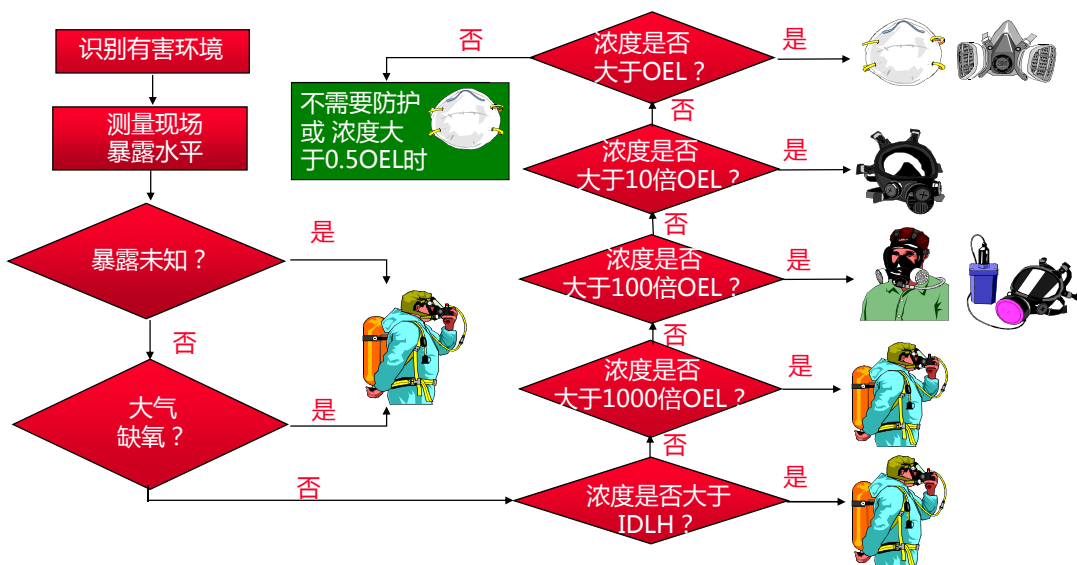 识别有害环境
测量现场
暴露水平
暴露未知？
是
否
大气
缺氧？
是
否
浓度是否大于
IDLH？
是
否
浓度是否
大于1000倍OEL？
是
否
浓度是否
大于100倍OEL？
是
否
浓度是否
大于10倍OEL？
是
否
浓度是否
大于OEL？
是
否
不需要防护
或 浓度大
于0.5OEL时